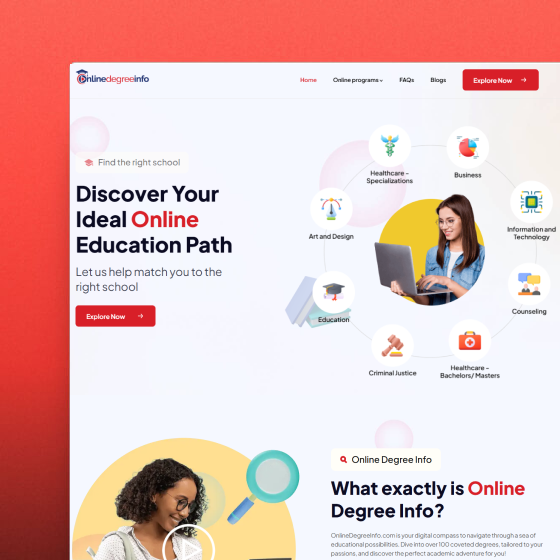 Onlinedegreeinfo
Home
Online programs
FAQs
Blogs
Explore Now
Find the right school
Discover Your
Ideal Online
Education Path
Let us help match you to the
right school
Explore Now
Healthcare -
Specializations
Business
Art and Design
Information and
Technology
Education
Counseling
Criminal Justice
Healthcare -
Bachelors/ Masters
Online Degree Info
What exactly is Online
Degree Info?
OnlineDegreeInfo.com is your digital compass to navigate through a sea of
educational possibilities. Dive into over 100 coveted degrees, tailored to your
passions, and discover the perfect academic adventure for you!